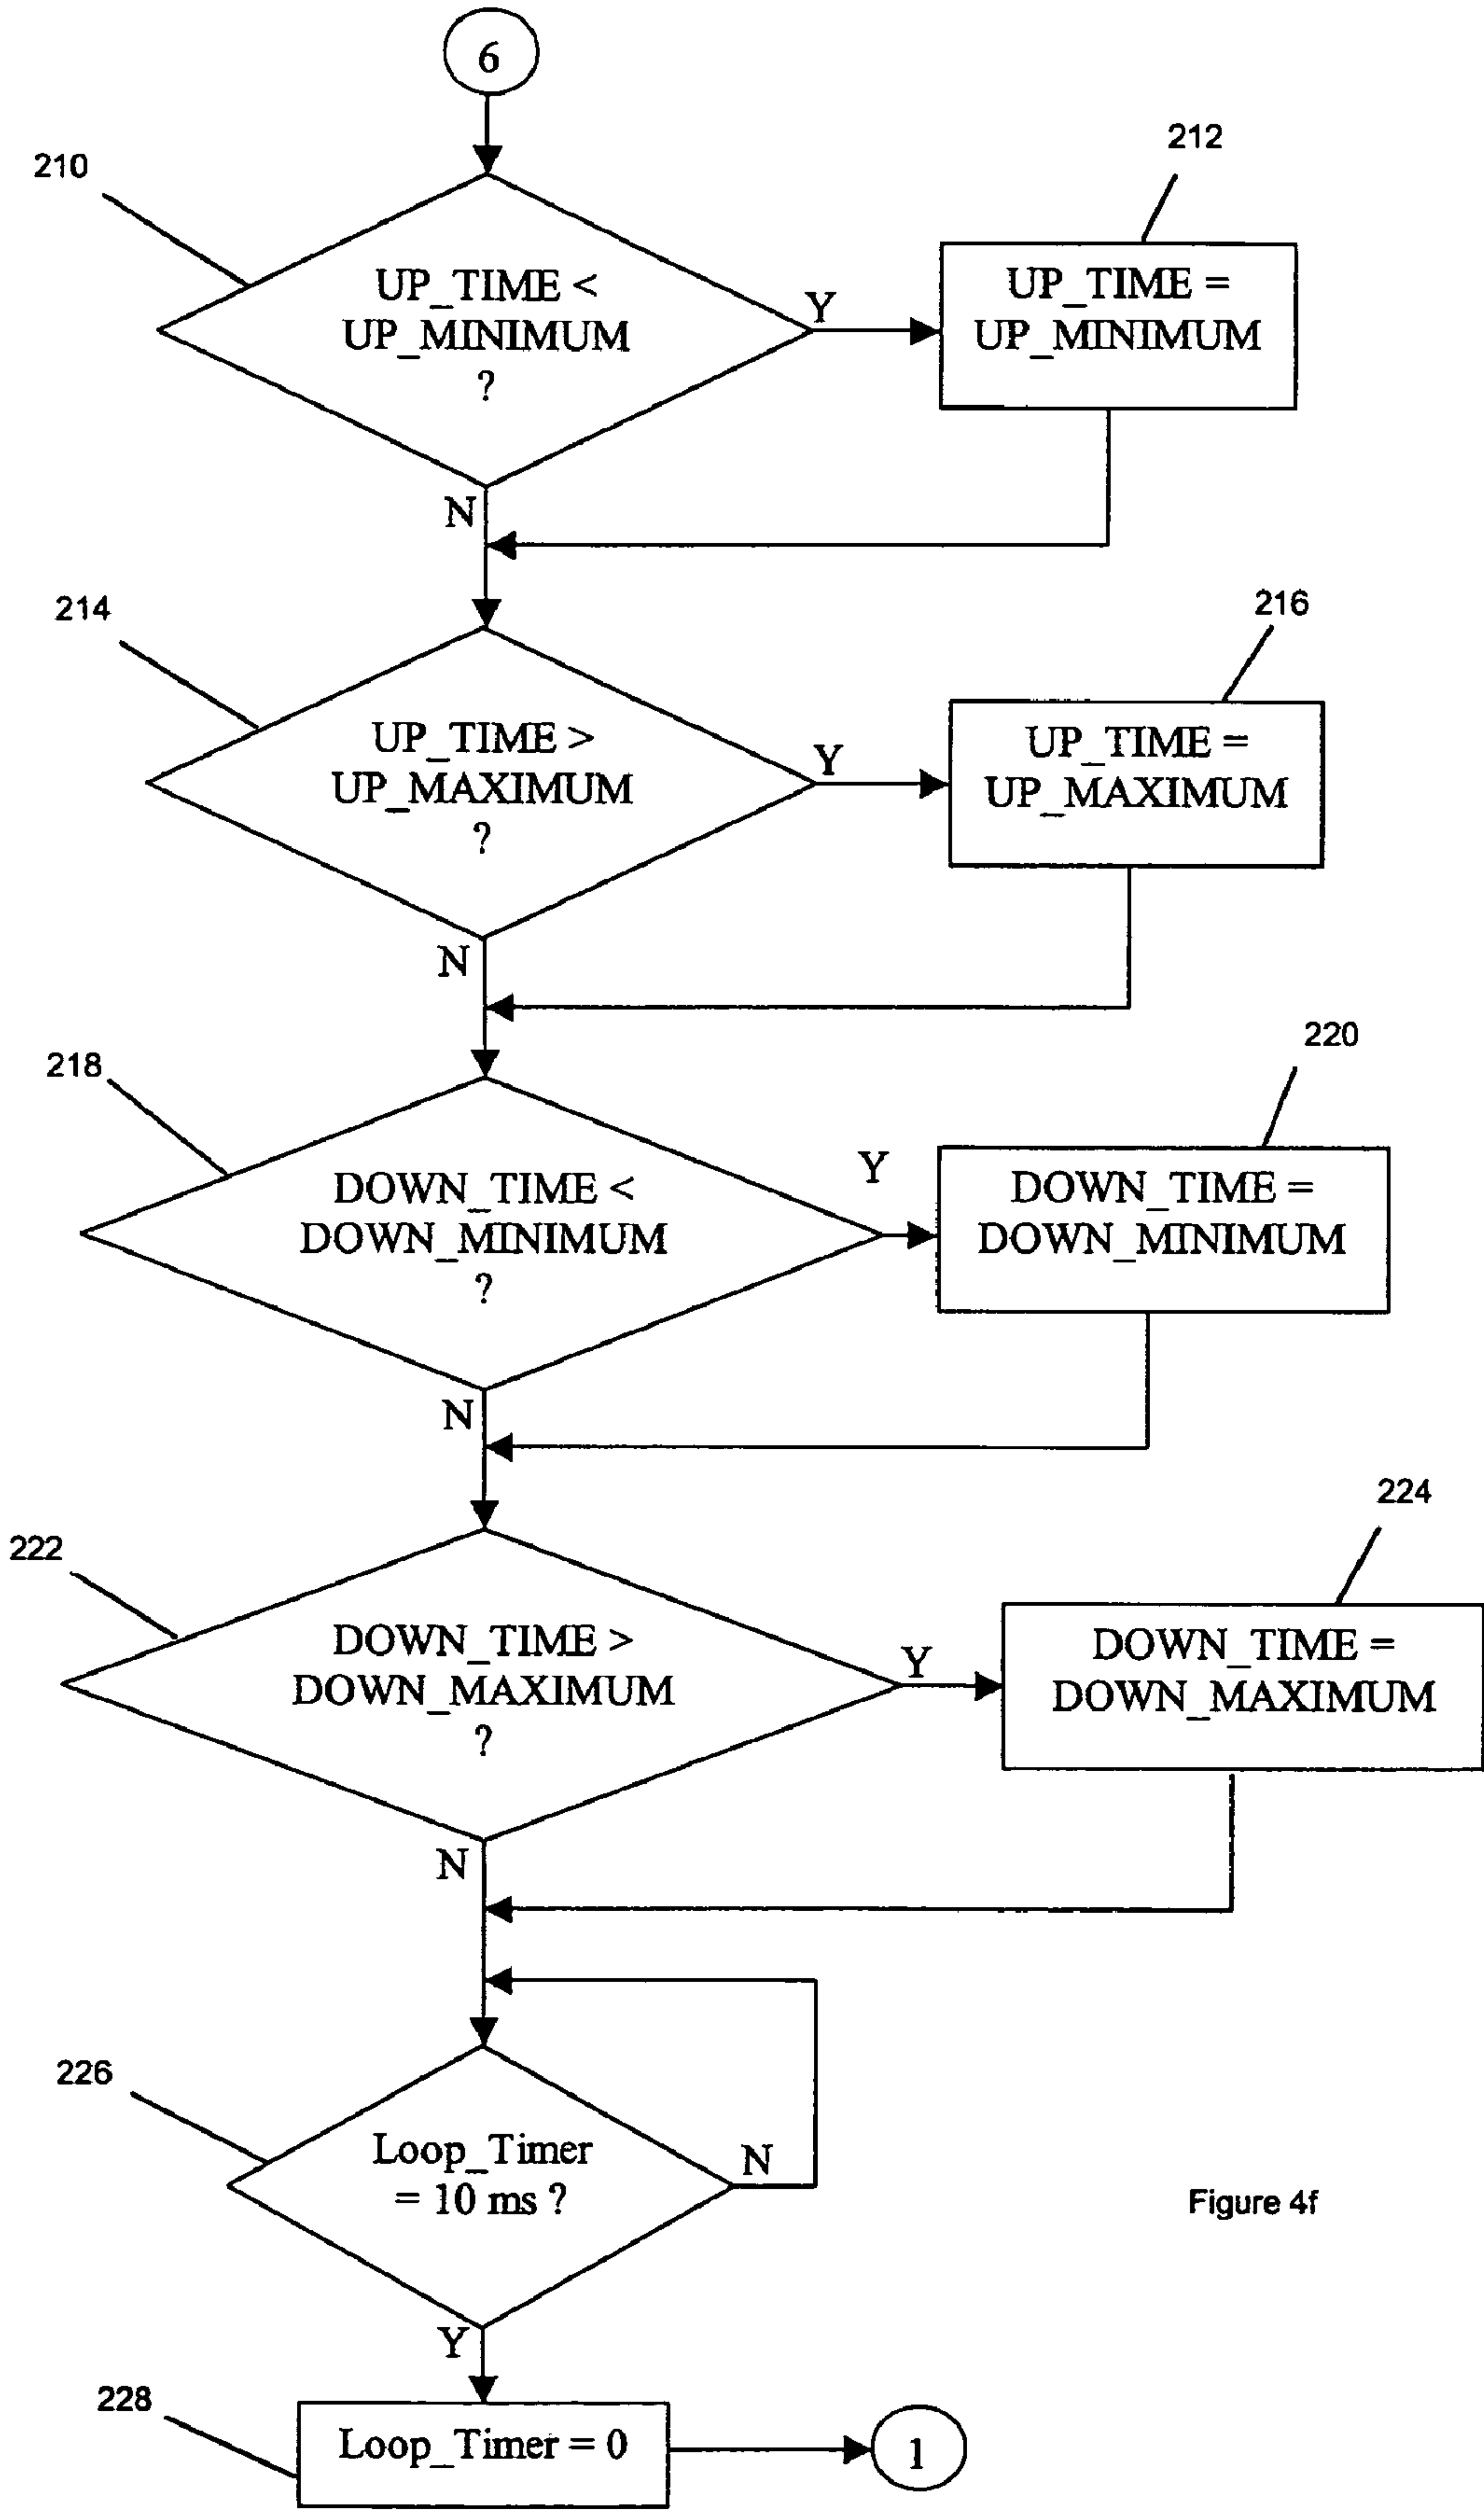 6
210
212
UP_TIME <
UP_MINIMUM
?
Y
UP_TIME =
UP_MINIMUM
N
214
216
UP_TIME >
UP_MAXIMUM
?
Y
UP_TIME =
UP_MAXIMUM
N
218
220
DOWN_TIME <
DOWN_MINIMUM
?
Y
DOWN_TIME =
DOWN_MINIMUM
N
222
224
DOWN_TIME >
DOWN_MAXIMUM
?
Y
DOWN_TIME =
DOWN_MAXIMUM
N
226
Loop_Timer
= 10 ms ?
N
Figure 4f
Y
228
Loop_Timer = 0
1